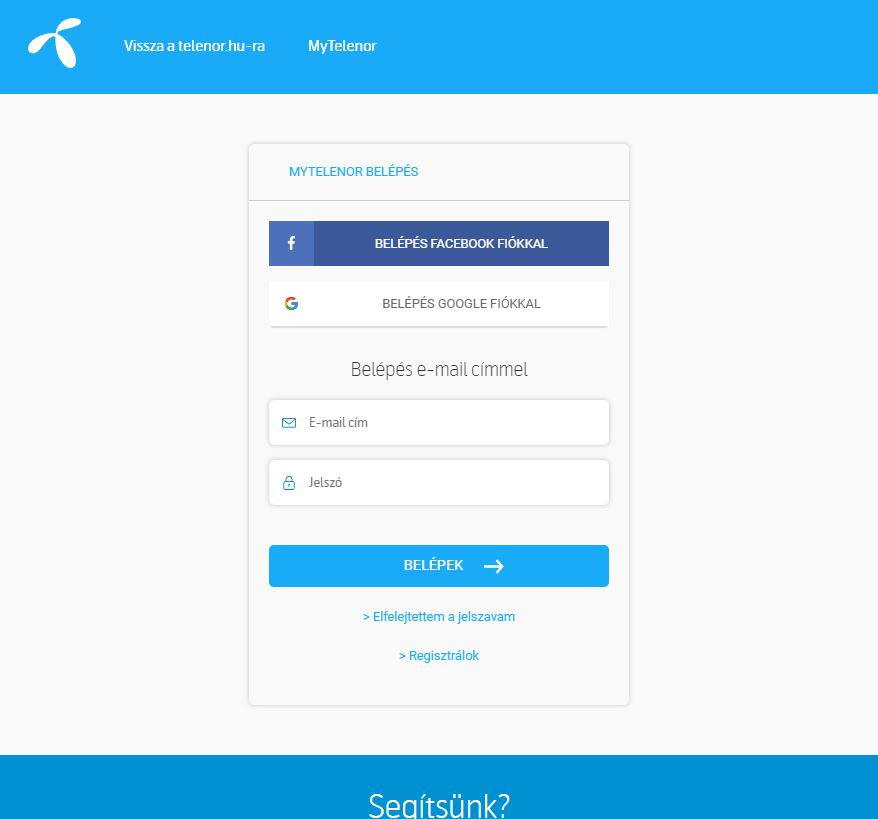 Vissza a telenor.hu-ra MyTelenor
MYTELENOR BELÉPÉS
BELÉPÉS FACEBOOK FIÓKKAL
BELÉPÉS GOOGLE FIÓKKAL
Belépés e-mail címmel
E-mail cím
Jelszó
BELÉPEK
> Elfelejtettem a jelszavam
> Regisztrálok
Segítsünk?